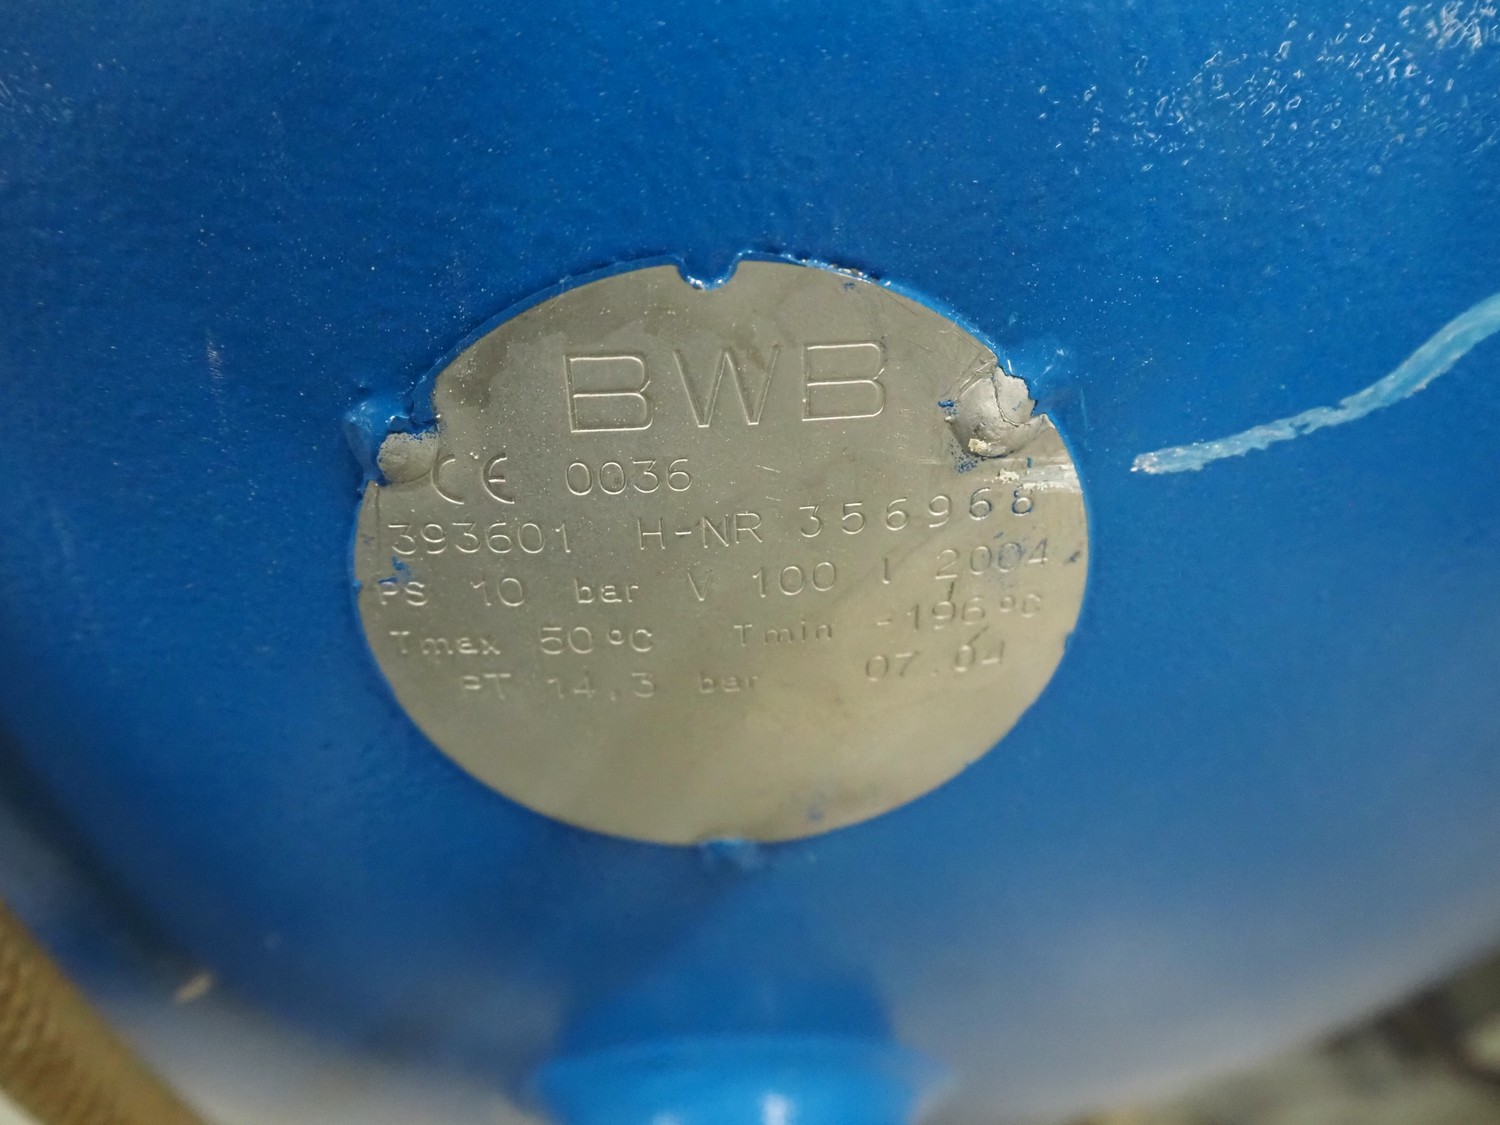 BWB
CE 0036
393601 H-NR 356968
PS 10 bar V 100 l 2004
Tmax 50°C Tmin -196°C
PT 14,3 bar 07.04